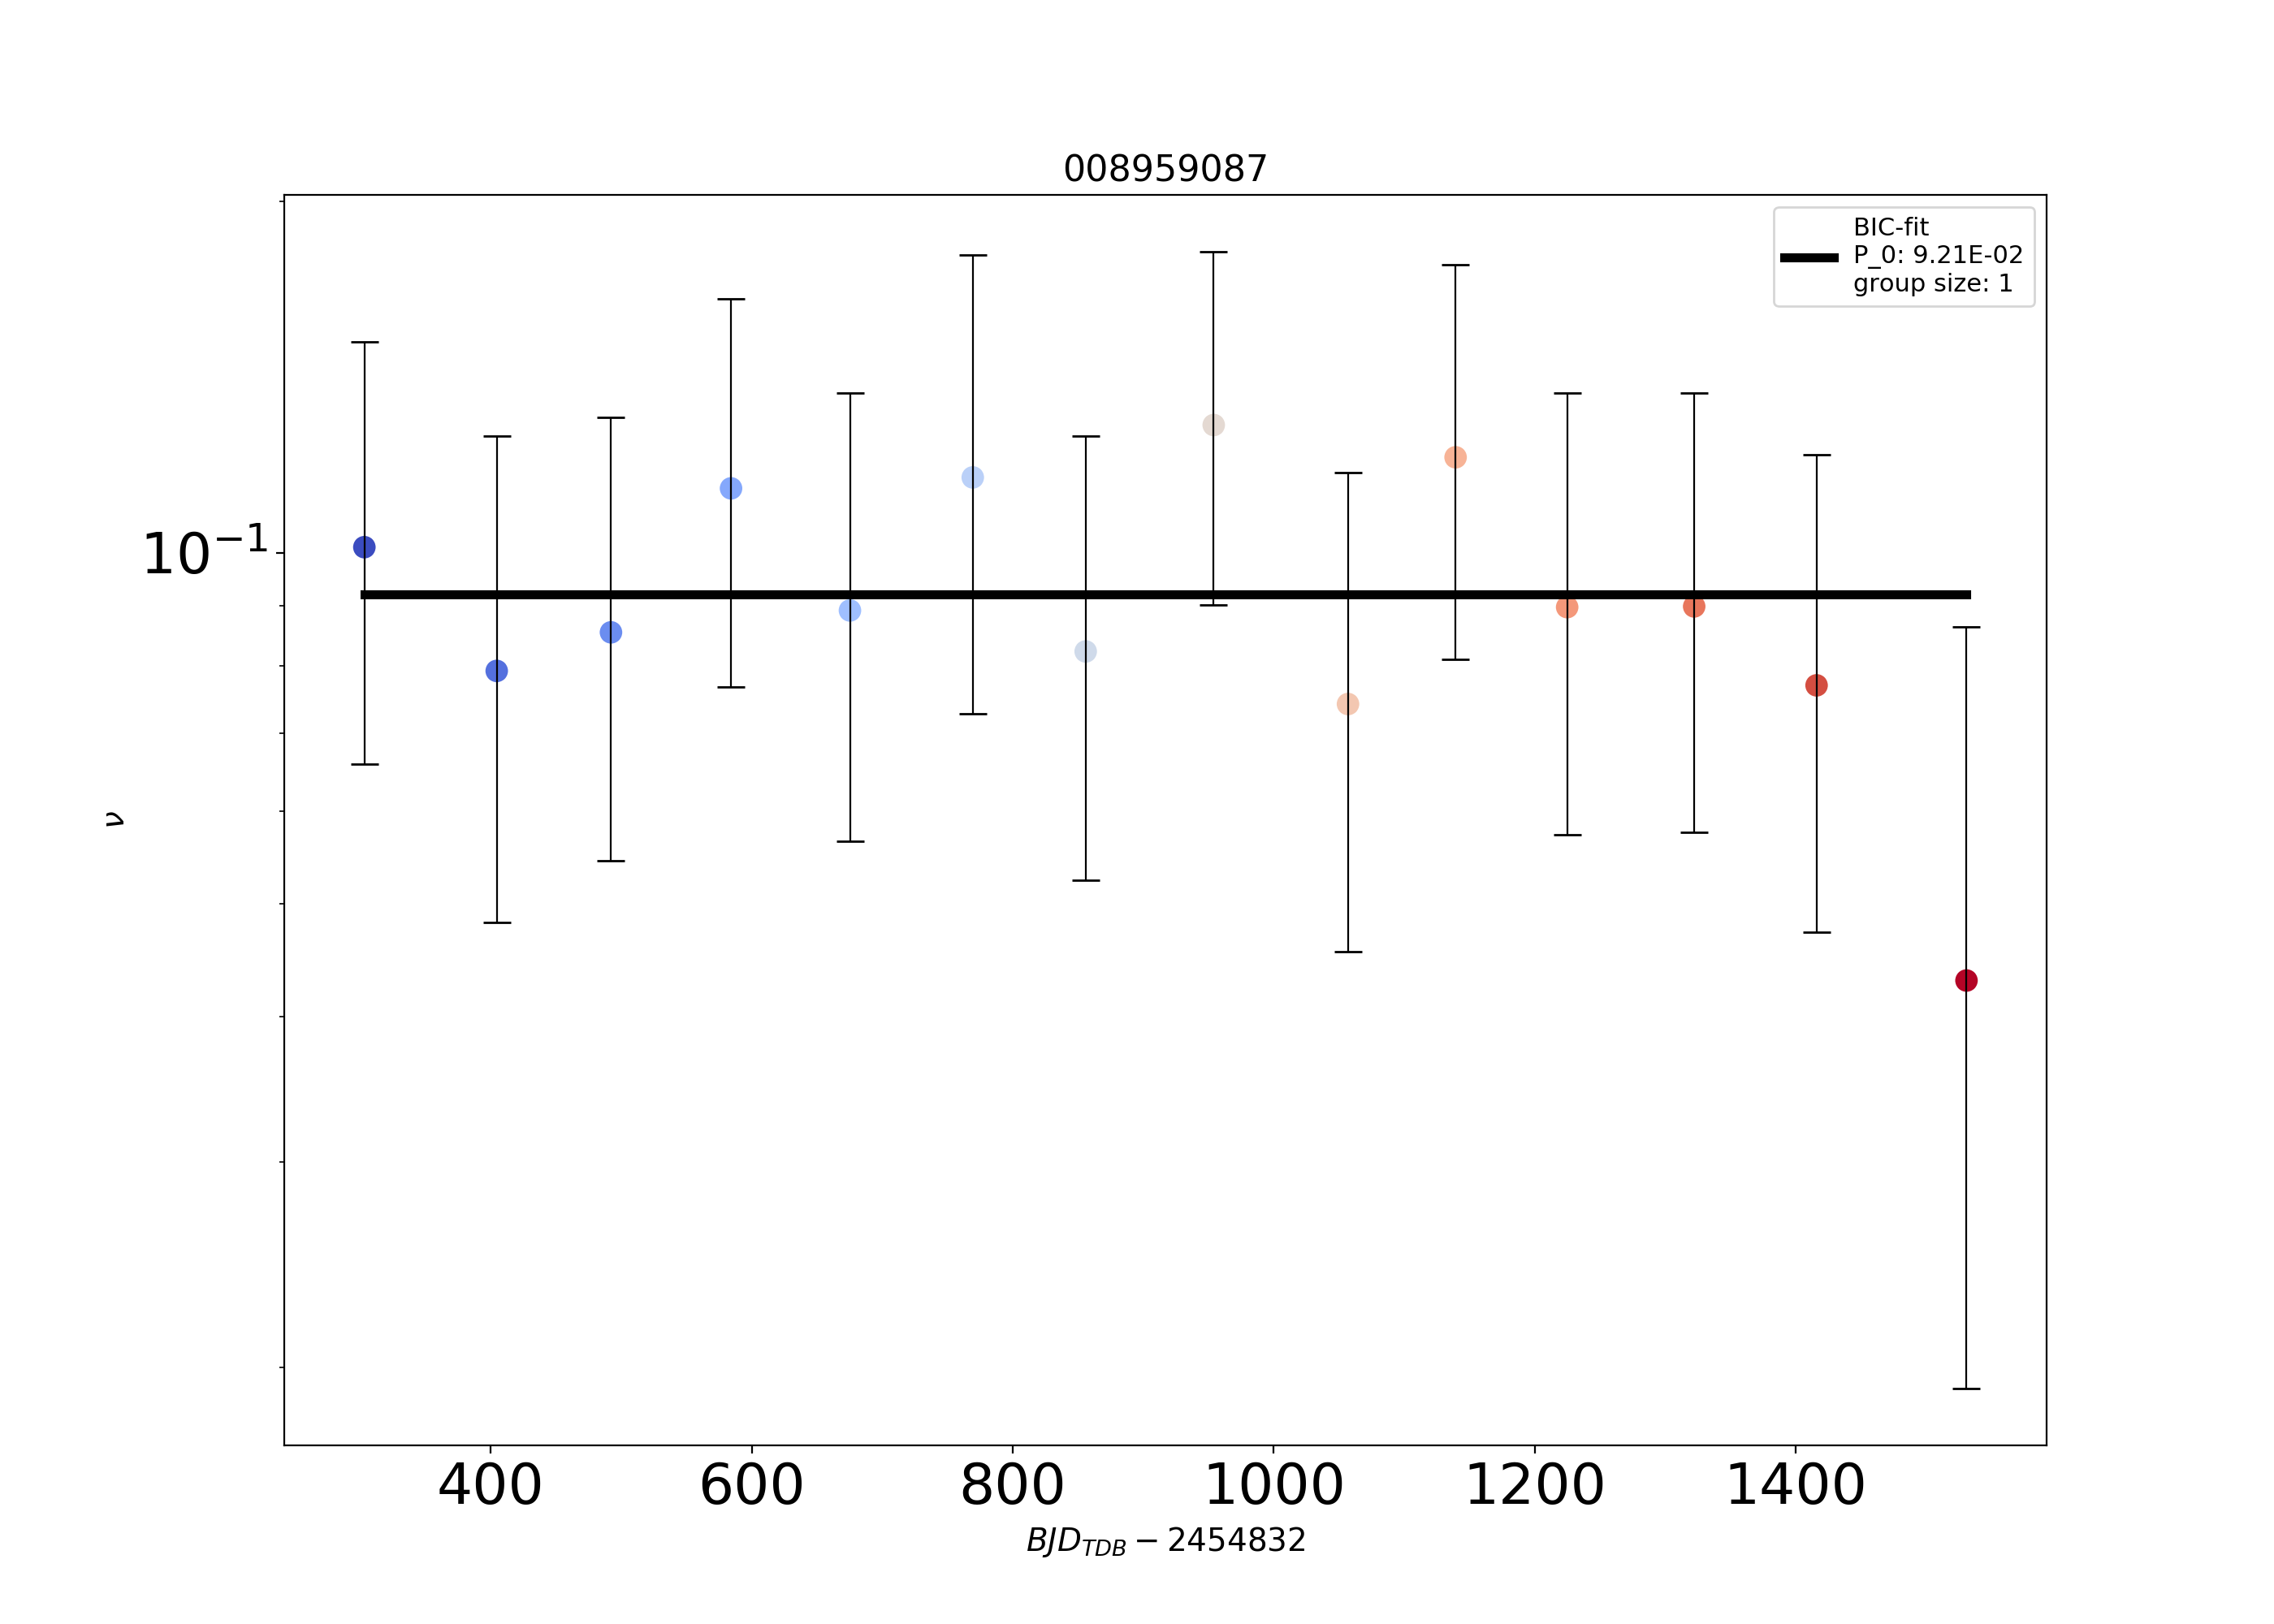 008959087
BIC-fit
P_0: 9.21E-02
group size: 1
10⁻¹
ν
400 600 800 1000 1200 1400
BJD_TDB − 2454832